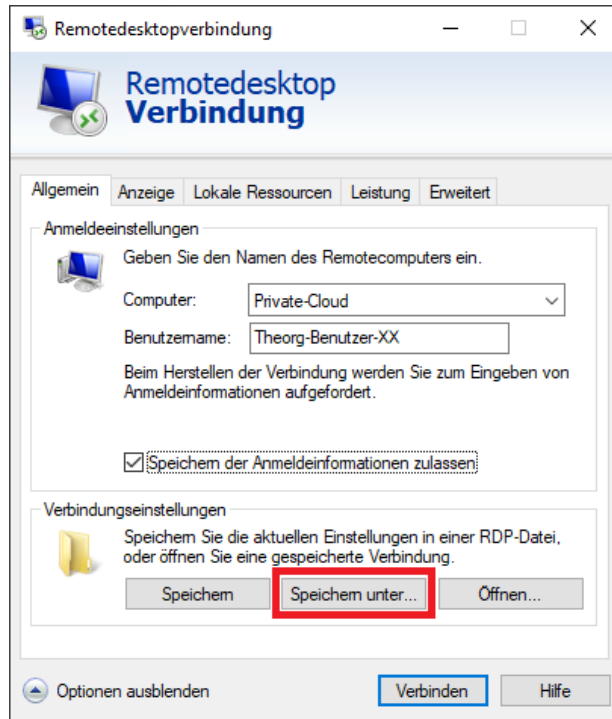 Remotedesktopverbindung
Remotedesktop
Verbindung
Allgemein Anzeige Lokale Ressourcen Leistung Erweitert
Anmeldeeinstellungen
Geben Sie den Namen des Remotecomputers ein.
Computer: Private-Cloud
Benutzername: Theorg-Benutzer-XX
Beim Herstellen der Verbindung werden Sie zum Eingeben von
Anmeldeinformationen aufgefordert.
Speichern der Anmeldeinformationen zulassen
Verbindungseinstellungen
Speichern Sie die aktuellen Einstellungen in einer RDP-Datei,
oder öffnen Sie eine gespeicherte Verbindung.
Speichern Speichern unter... Öffnen...
Optionen ausblenden Verbinden Hilfe